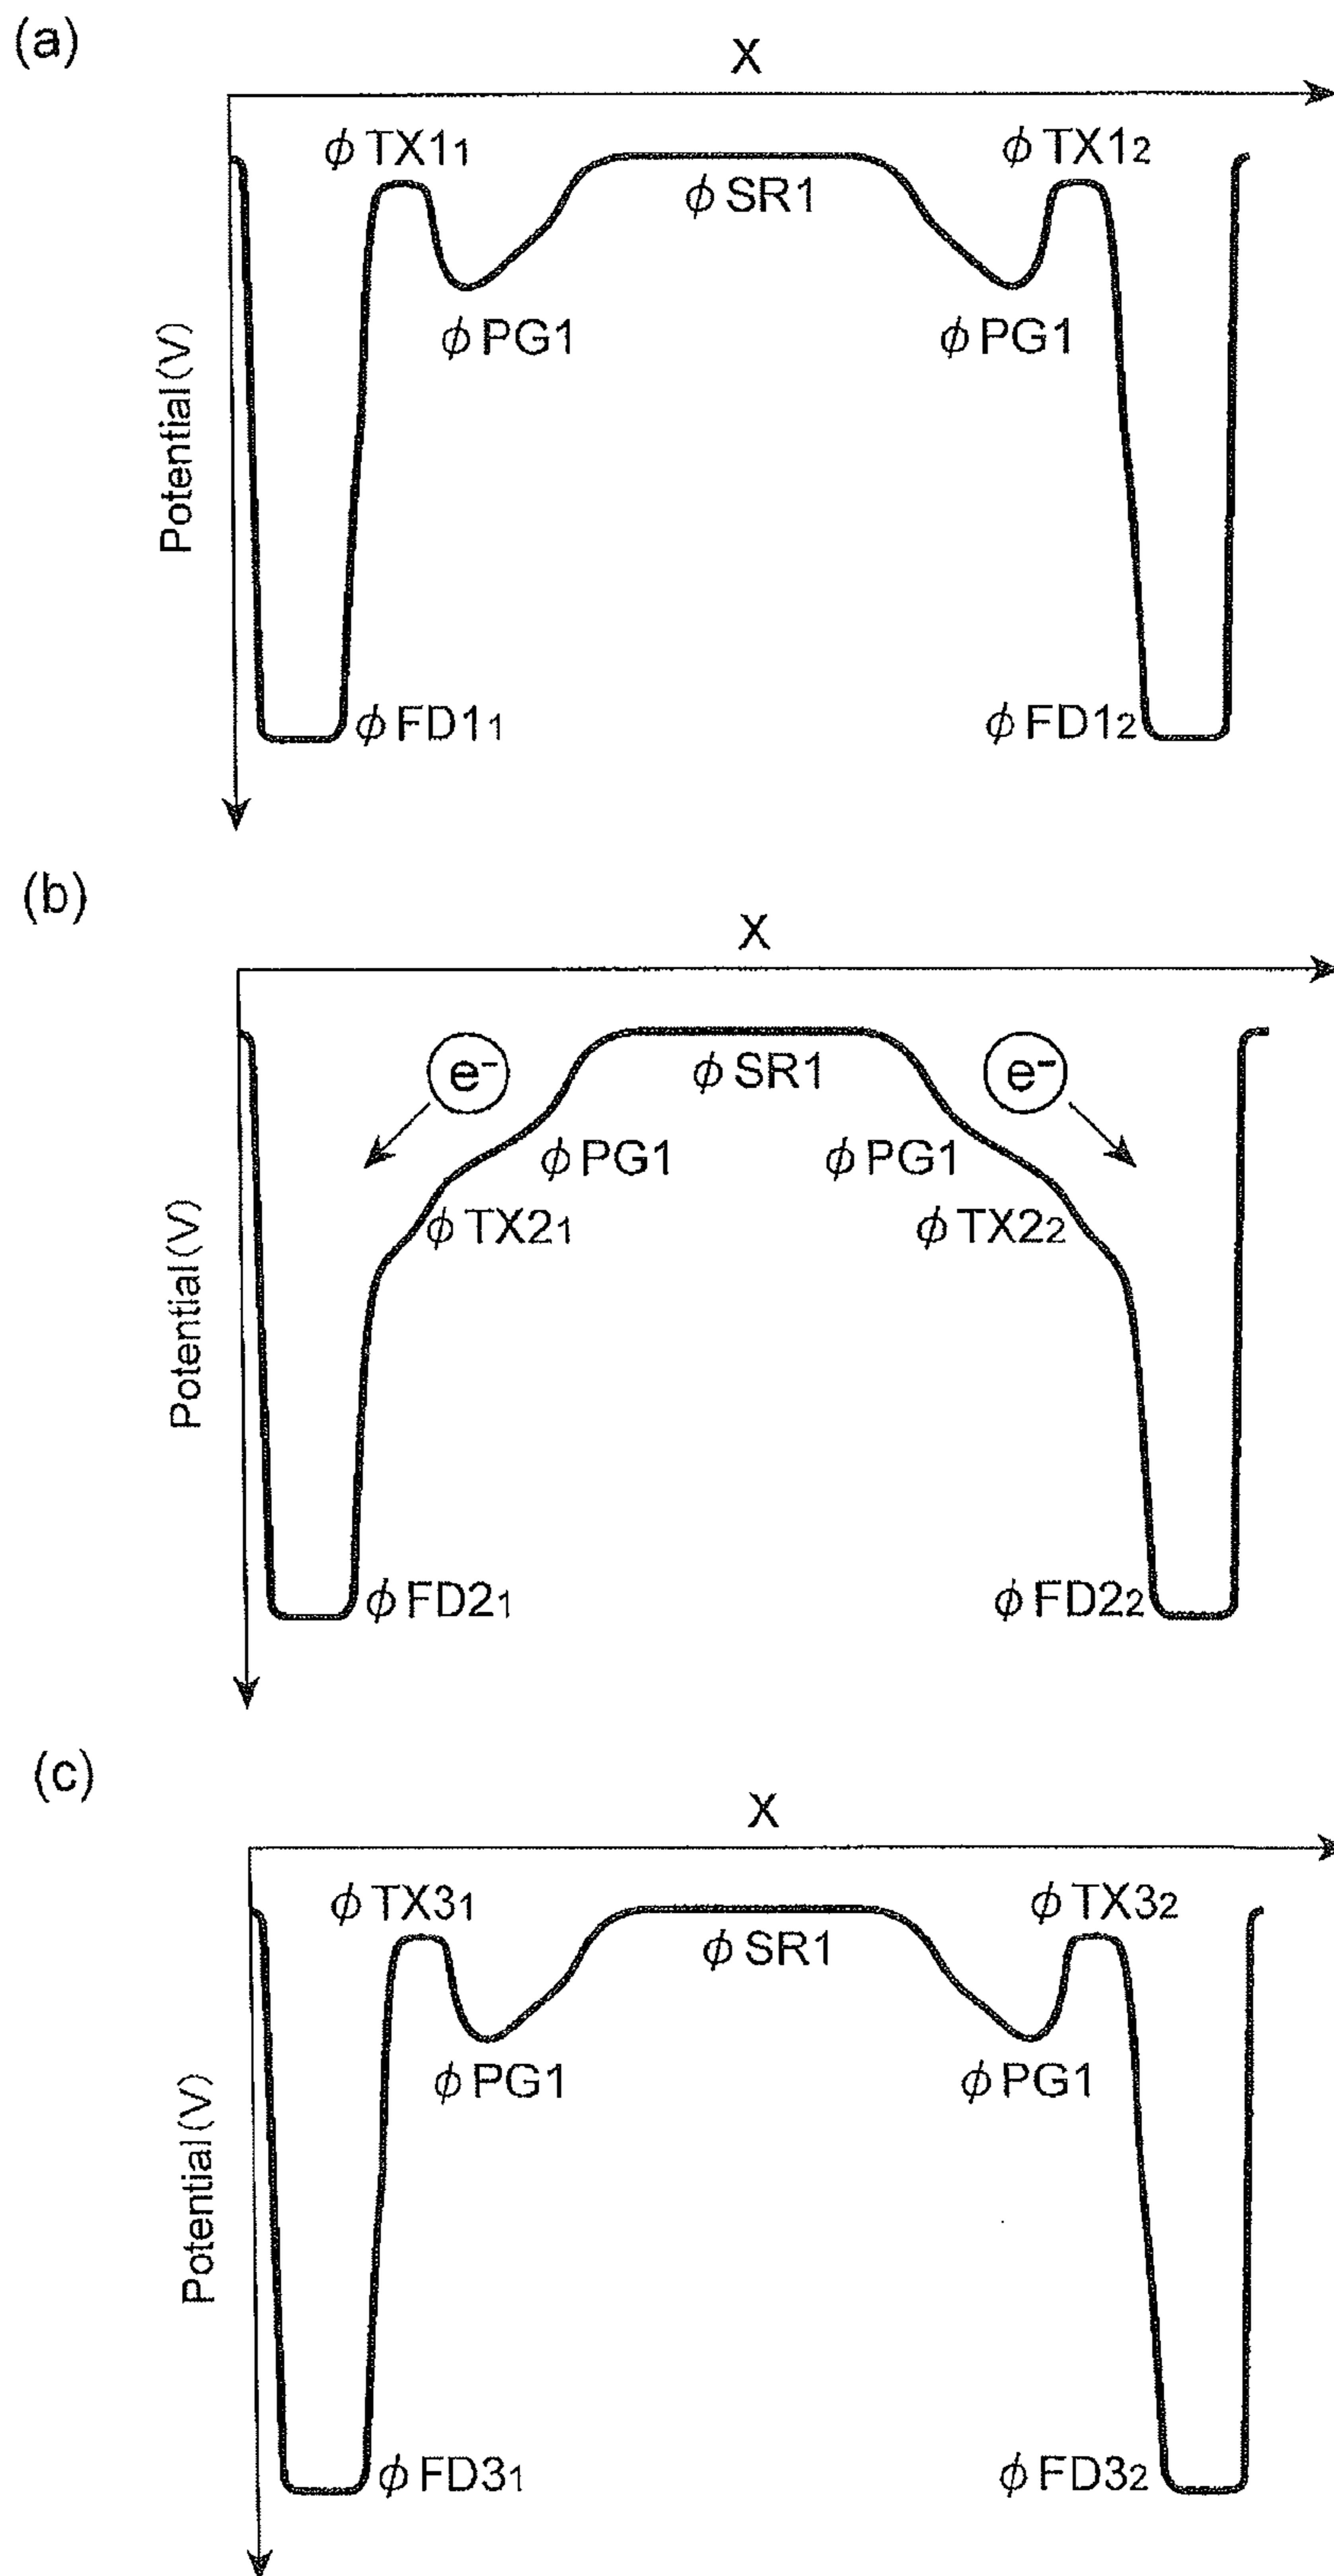 (a)
X
ϕTX1₁ ϕTX1₂
ϕSR1
ϕPG1 ϕPG1
Potential(V)
ϕFD1₁ ϕFD1₂
(b)
X
e⁻ e⁻
ϕSR1
ϕPG1 ϕPG1
ϕTX2₁ ϕTX2₂
Potential(V)
ϕFD2₁ ϕFD2₂
(c)
X
ϕTX3₁ ϕTX3₂
ϕSR1
ϕPG1 ϕPG1
Potential(V)
ϕFD3₁ ϕFD3₂